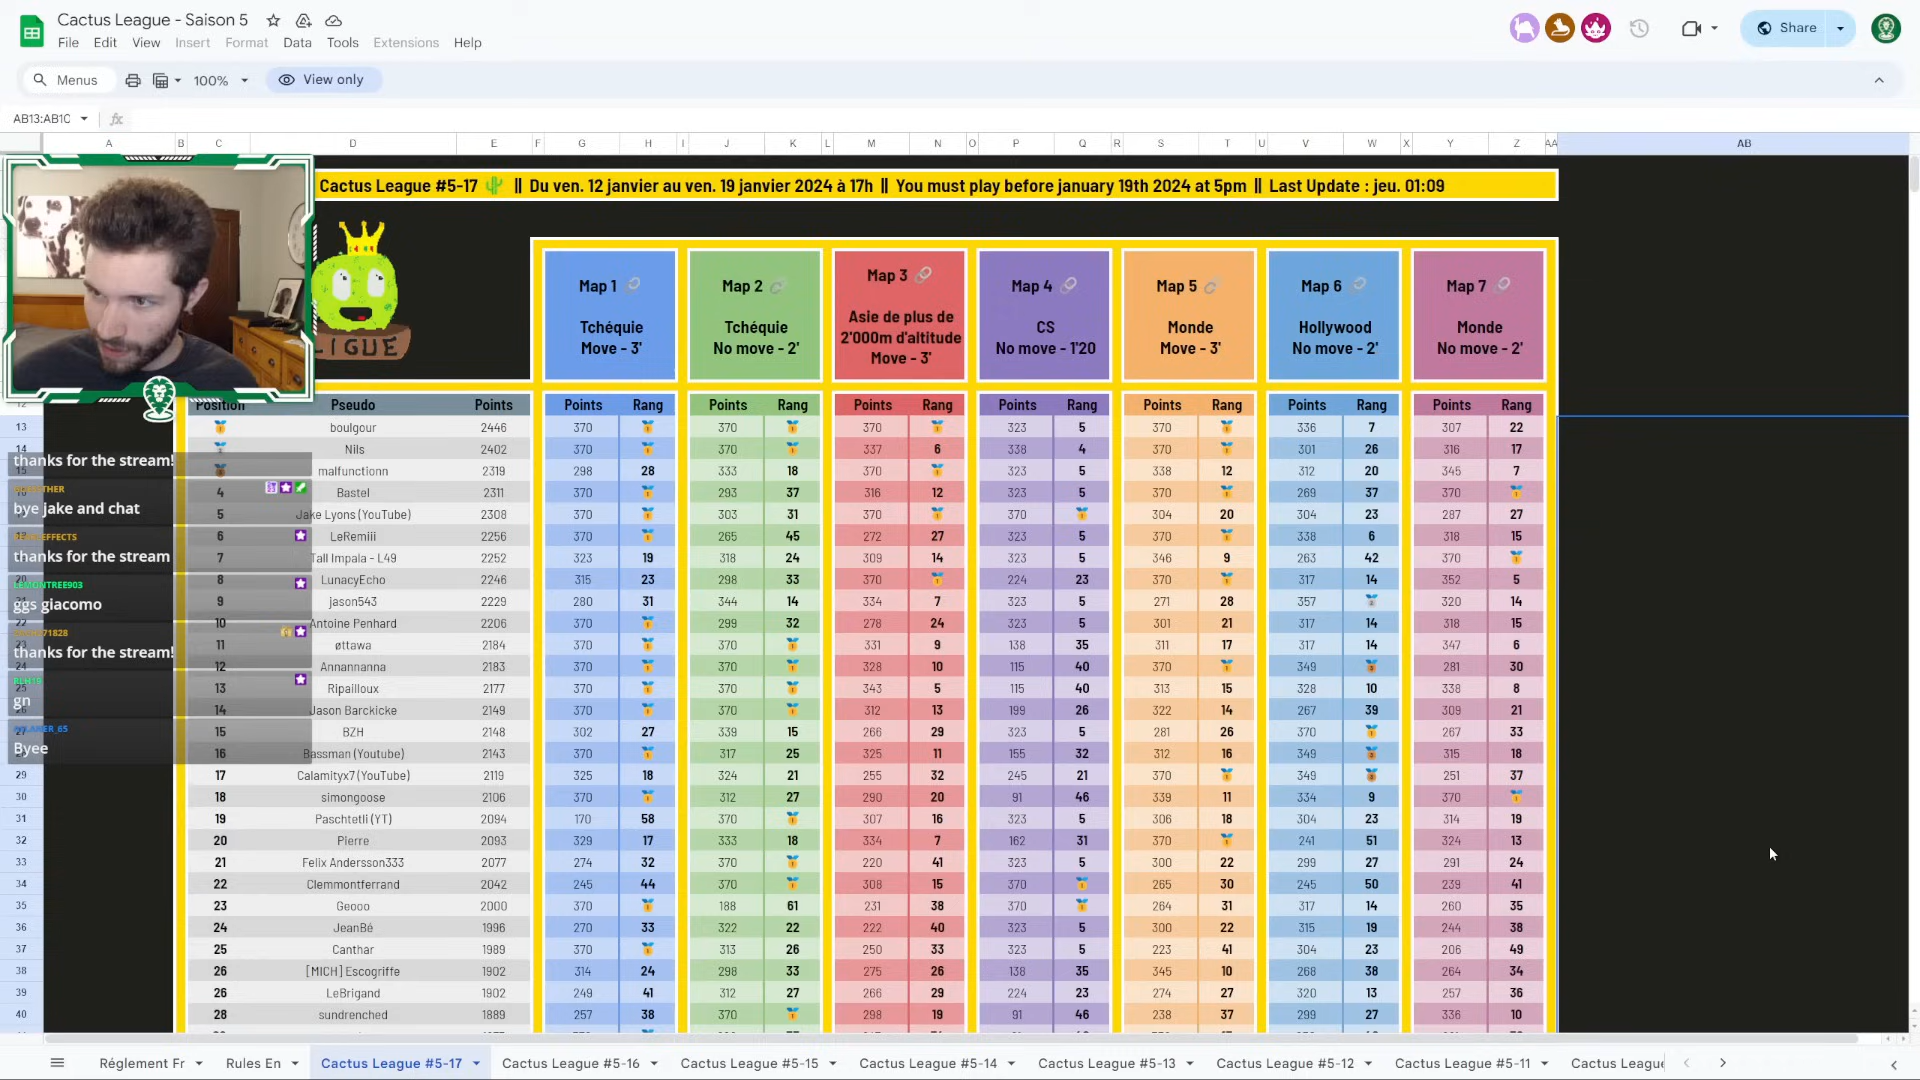 Cactus League - Saison 5
File Edit View Insert Format Data Tools Extensions Help
Share
Menus 100% View only
AB13:AB1C fx
A B C D E F G H I J K L M N O P Q R S T U V W X Y Z AA AB
Cactus League #5-17 🌵 || Du ven. 12 janvier au ven. 19 janvier 2024 à 17h || You must play before january 19th 2024 at 5pm || Last Update : jeu. 01:09
Map 1 Map 2 Map 3 Map 4 Map 5 Map 6 Map 7
Tchéquie Move - 3'
Tchéquie No move - 2'
Asie de plus de 2'000m d'altitude Move - 3'
CS No move - 1'20
Monde Move - 3'
Hollywood No move - 2'
Monde No move - 2'
LIGUE
Position Pseudo Points Points Rang Points Rang Points Rang Points Rang Points Rang Points Rang Points Rang
13 🥇 boulgour 2446 370 🥇 370 🥇 370 🥇 323 5 370 🥇 336 7 307 22
14 🥈 Nils 2402 370 🥇 370 🥇 337 6 338 4 370 🥇 301 26 316 17
🥉 malfunctionn 2319 298 28 333 18 370 🥇 323 5 338 12 312 20 345 7
4 Bastel 2311 370 🥇 293 37 316 12 323 5 370 🥇 269 37 370 🥇
5 Jake Lyons (YouTube) 2308 370 🥇 303 31 370 🥇 370 🥇 304 20 304 23 287 27
6 LeRemiii 2256 370 🥇 265 45 272 27 323 5 370 🥇 338 6 318 15
7 Tall Impala - L49 2252 323 19 318 24 309 14 323 5 346 9 263 42 370 🥇
8 LunacyEcho 2246 315 23 298 33 370 🥇 224 23 370 🥇 317 14 352 5
9 jason543 2229 280 31 344 14 334 7 323 5 271 28 357 🥈 320 14
10 Antoine Penhard 2206 370 🥇 299 32 278 24 323 5 301 21 317 14 318 15
11 øttawa 2184 370 🥇 370 🥇 331 9 138 35 311 17 317 14 347 6
12 Annannanna 2183 370 🥇 370 🥇 328 10 115 40 370 🥇 349 🥉 281 30
13 Ripailloux 2177 370 🥇 370 🥇 343 5 115 40 313 15 328 10 338 8
14 Jason Barckicke 2149 370 🥇 370 🥇 312 13 199 26 322 14 267 39 309 21
15 BZH 2148 302 27 339 15 266 29 323 5 281 26 370 🥇 267 33
16 Bassman (Youtube) 2143 370 🥇 317 25 325 11 155 32 312 16 349 🥉 315 18
29 17 Calamityx7 (YouTube) 2119 325 18 324 21 255 32 245 21 370 🥇 349 🥉 251 37
30 18 simongoose 2106 370 🥇 312 27 290 20 91 46 339 11 334 9 370 🥇
31 19 Paschtetli (YT) 2094 170 58 370 🥇 307 16 323 5 306 18 304 23 314 19
32 20 Pierre 2093 329 17 333 18 334 7 162 31 370 🥇 241 51 324 13
33 21 Felix Andersson333 2077 274 32 370 🥇 220 41 323 5 300 22 299 27 291 24
34 22 Clemmontferrand 2042 245 44 370 🥇 308 15 370 🥇 265 30 245 50 239 41
35 23 Geooo 2000 370 🥇 188 61 231 38 370 🥇 264 31 317 14 260 35
36 24 JeanBé 1996 270 33 322 22 222 40 323 5 300 22 315 19 244 38
37 25 Canthar 1989 370 🥇 313 26 250 33 323 5 223 41 304 23 206 49
38 26 [MICH] Escogriffe 1902 314 24 298 33 275 26 138 35 345 10 268 38 264 34
39 26 LeBrigand 1902 249 41 312 27 266 29 224 23 274 27 320 13 257 36
40 28 sundrenched 1889 257 38 370 🥇 298 19 91 46 238 37 299 27 336 10
thanks for the stream!
bye jake and chat
thanks for the stream
LEMONTREE903
ggs giacomo
thanks for the stream!
gn
Byee
Réglement Fr Rules En Cactus League #5-17 Cactus League #5-16 Cactus League #5-15 Cactus League #5-14 Cactus League #5-13 Cactus League #5-12 Cactus League #5-11 Cactus League